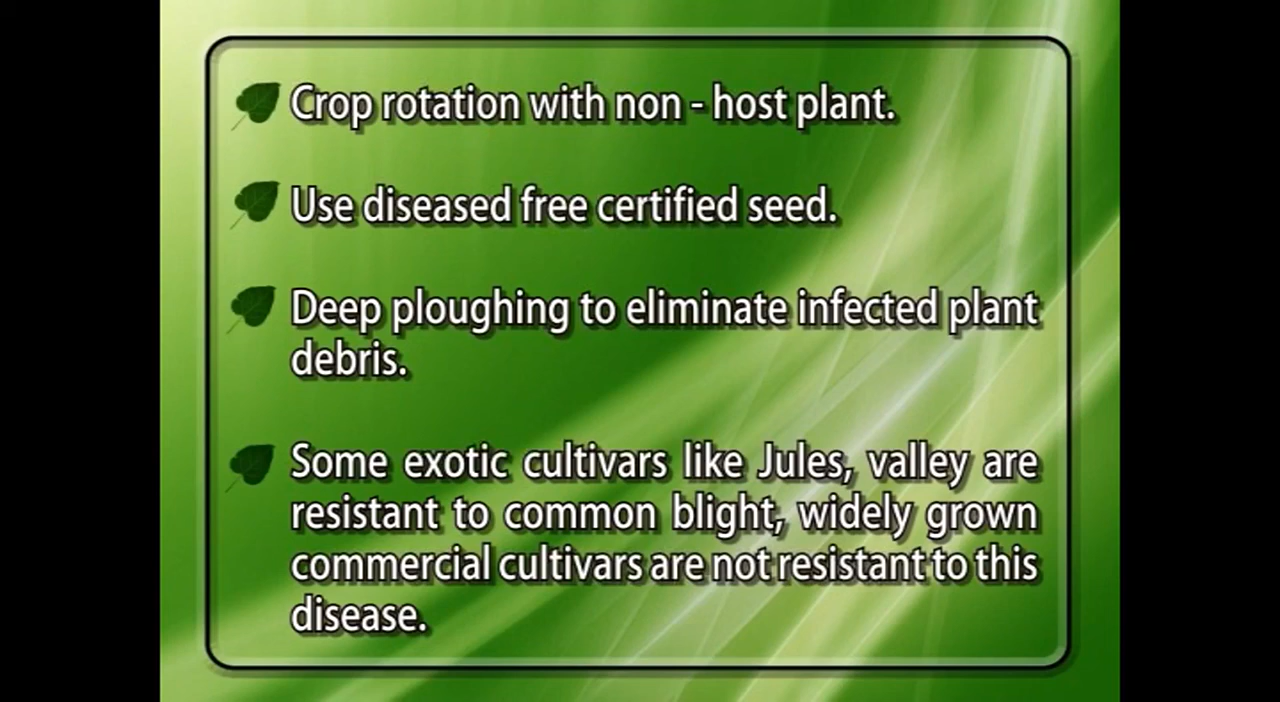 Crop rotation with non - host plant.
Use diseased free certified seed.
Deep ploughing to eliminate infected plant
debris.
Some exotic cultivars like Jules, valley are
resistant to common blight, widely grown
commercial cultivars are not resistant to this
disease.